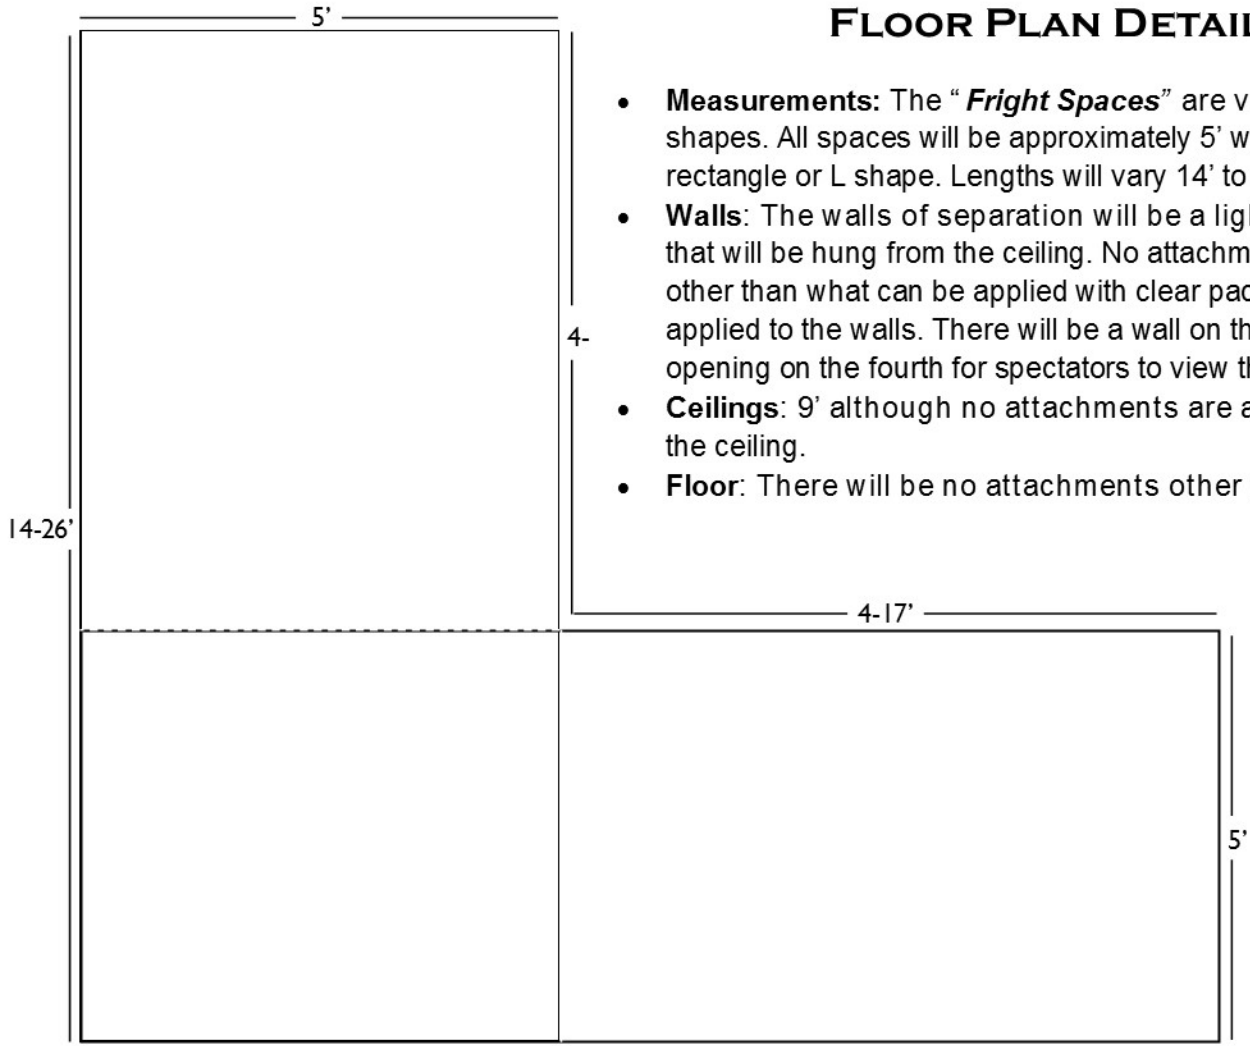 5’
FLOOR PLAN DETAIL
• Measurements: The “ Fright Spaces” are v
shapes. All spaces will be approximately 5’ w
rectangle or L shape. Lengths will vary 14’ to
• Walls: The walls of separation will be a lig
that will be hung from the ceiling. No attachm
other than what can be applied with clear pac
applied to the walls. There will be a wall on th
opening on the fourth for spectators to view t
• Ceilings: 9’ although no attachments are a
the ceiling.
• Floor: There will be no attachments other
4-
14-26’
4-17’
5’